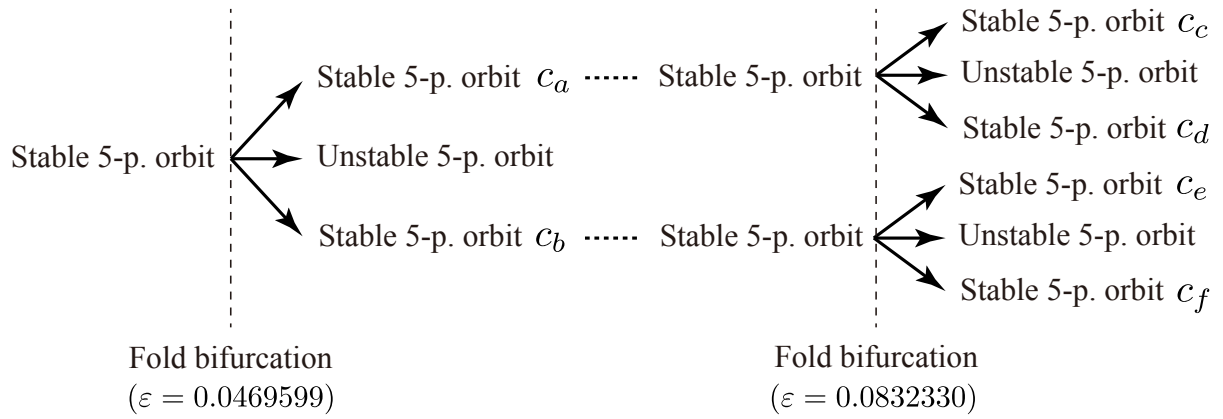 Stable 5-p. orbit
Stable 5-p. orbit c_a
Unstable 5-p. orbit
Stable 5-p. orbit c_b
Fold bifurcation
(ε = 0.0469599)
Stable 5-p. orbit
Stable 5-p. orbit
Stable 5-p. orbit c_c
Unstable 5-p. orbit
Stable 5-p. orbit c_d
Stable 5-p. orbit c_e
Unstable 5-p. orbit
Stable 5-p. orbit c_f
Fold bifurcation
(ε = 0.0832330)